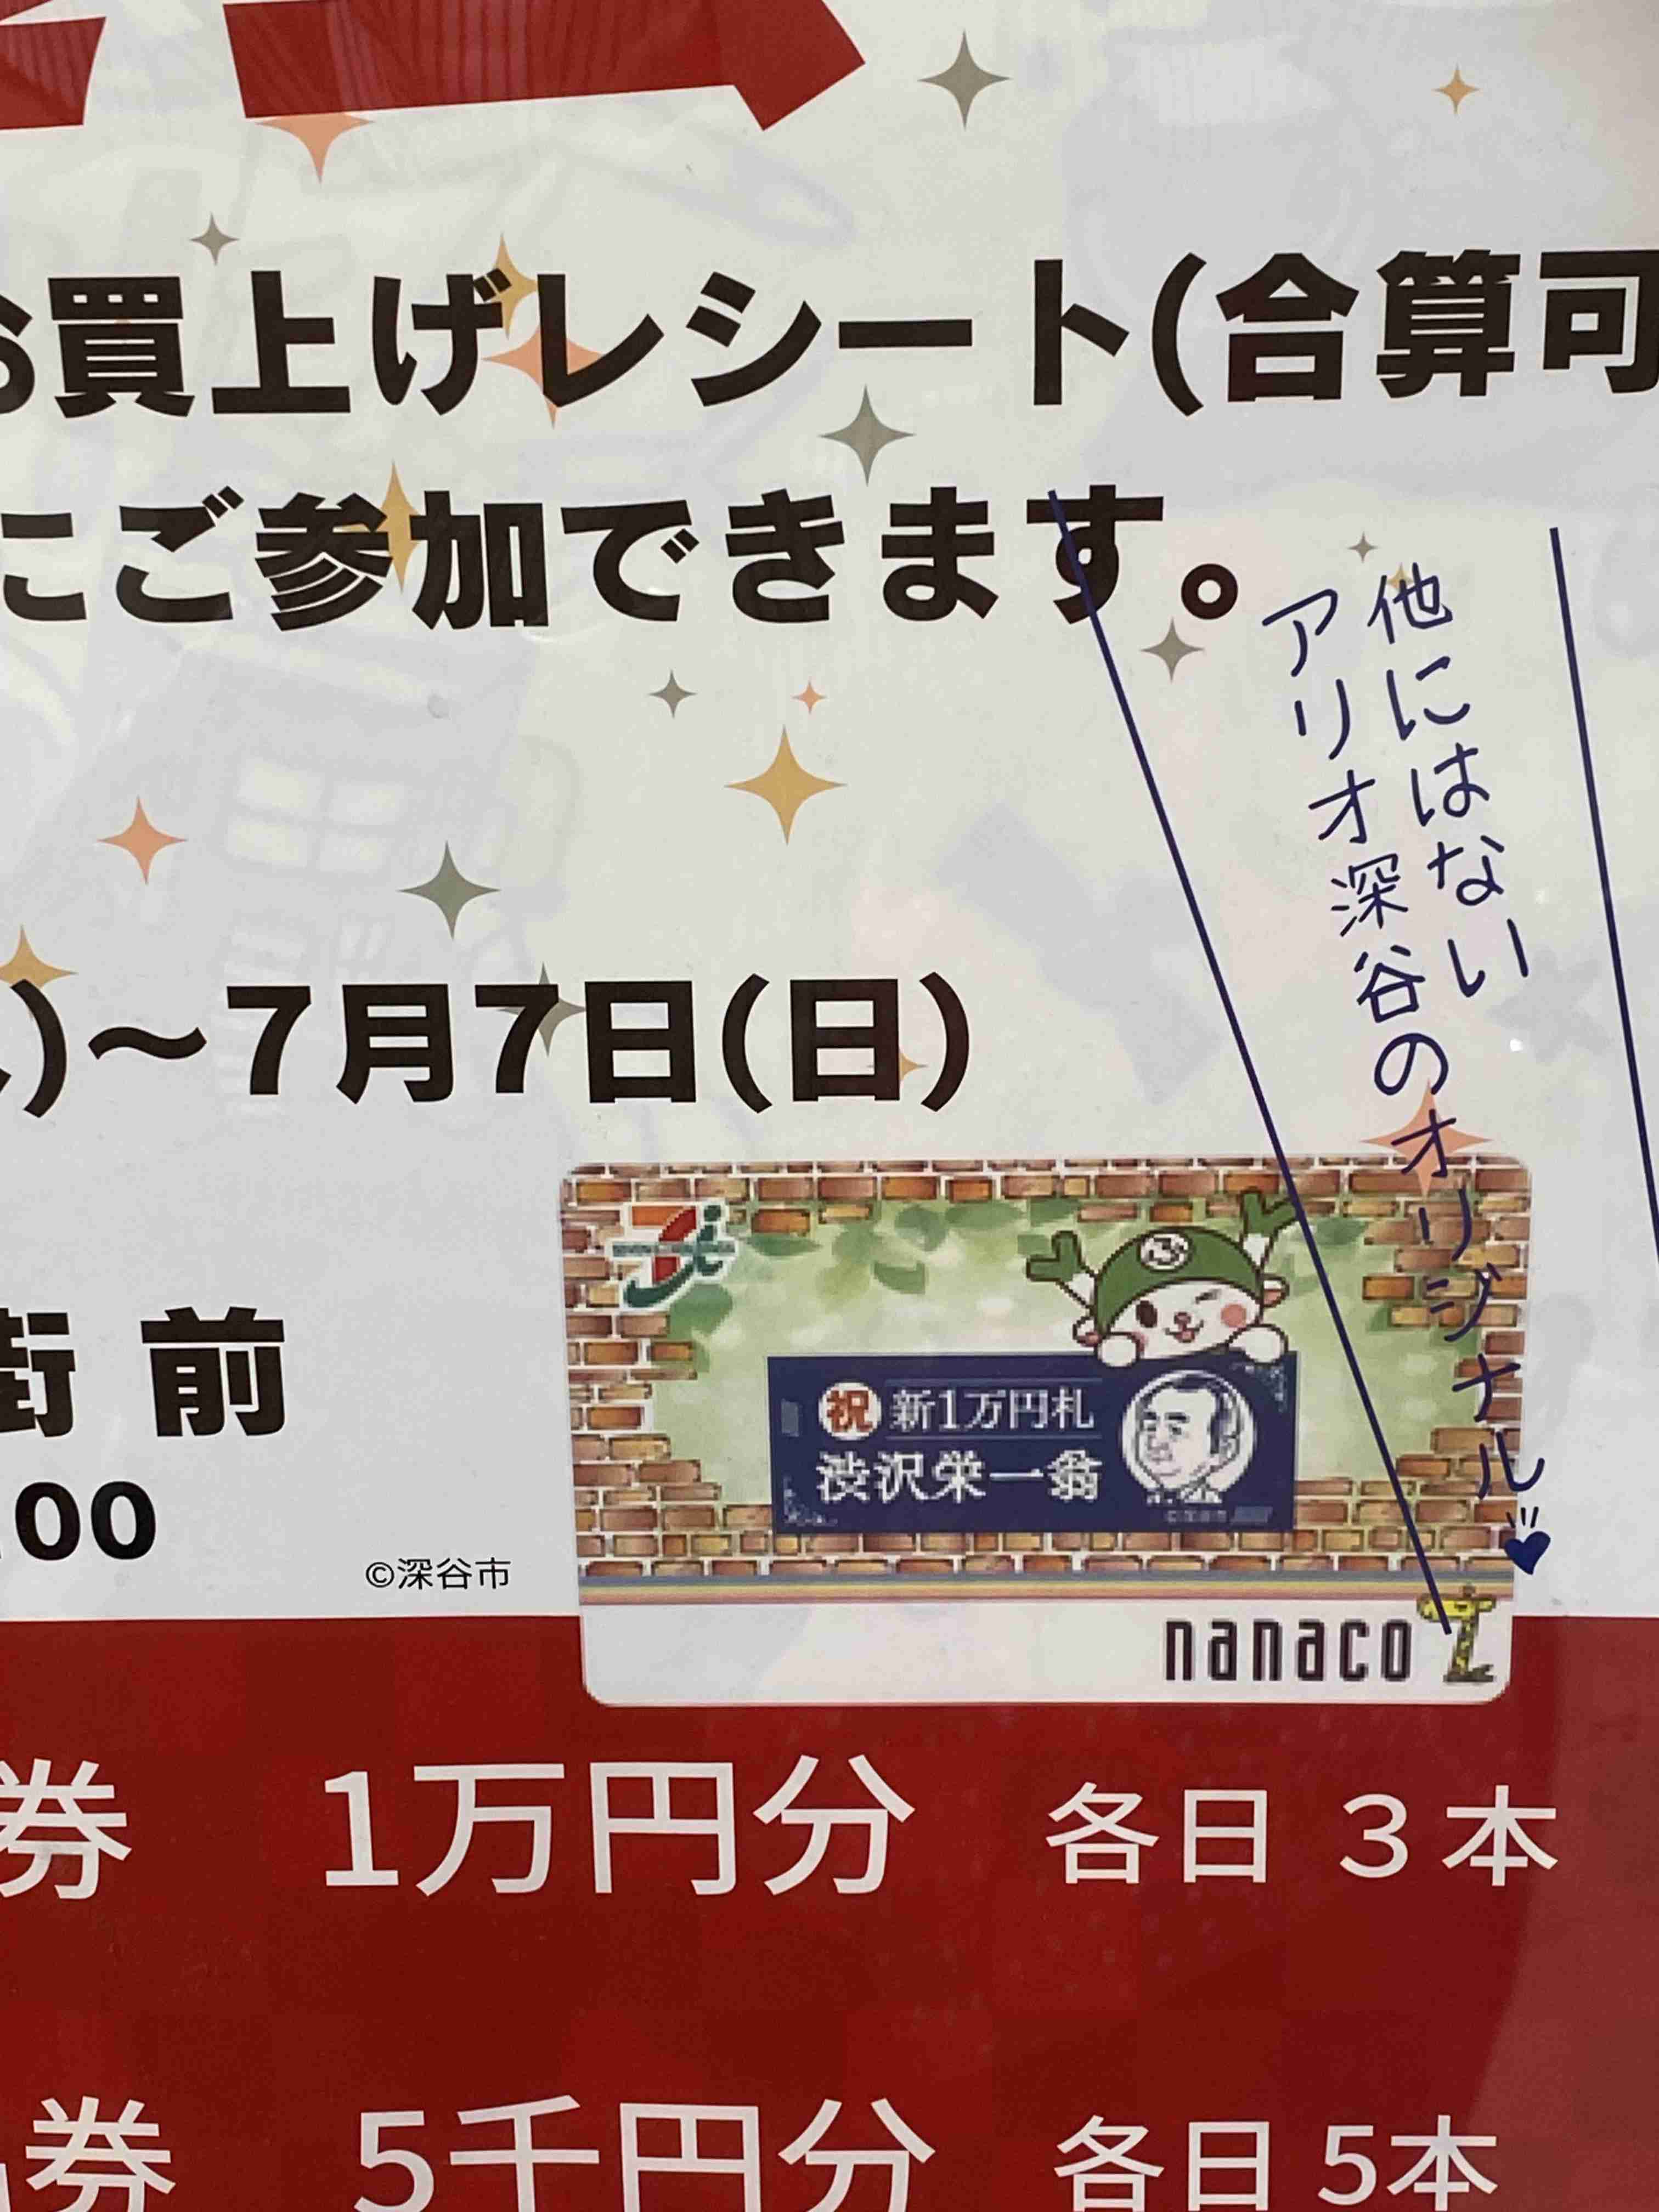 お買上げレシート(合算可
にご参加できます。
他にはない
アリオ深谷のオリジナル
)～7月7日(日)
街 前
00
©深谷市
祝 新1万円札
渋沢栄一翁
nanaco
券 1万円分 各日 3本
券 5千円分 各日 5本